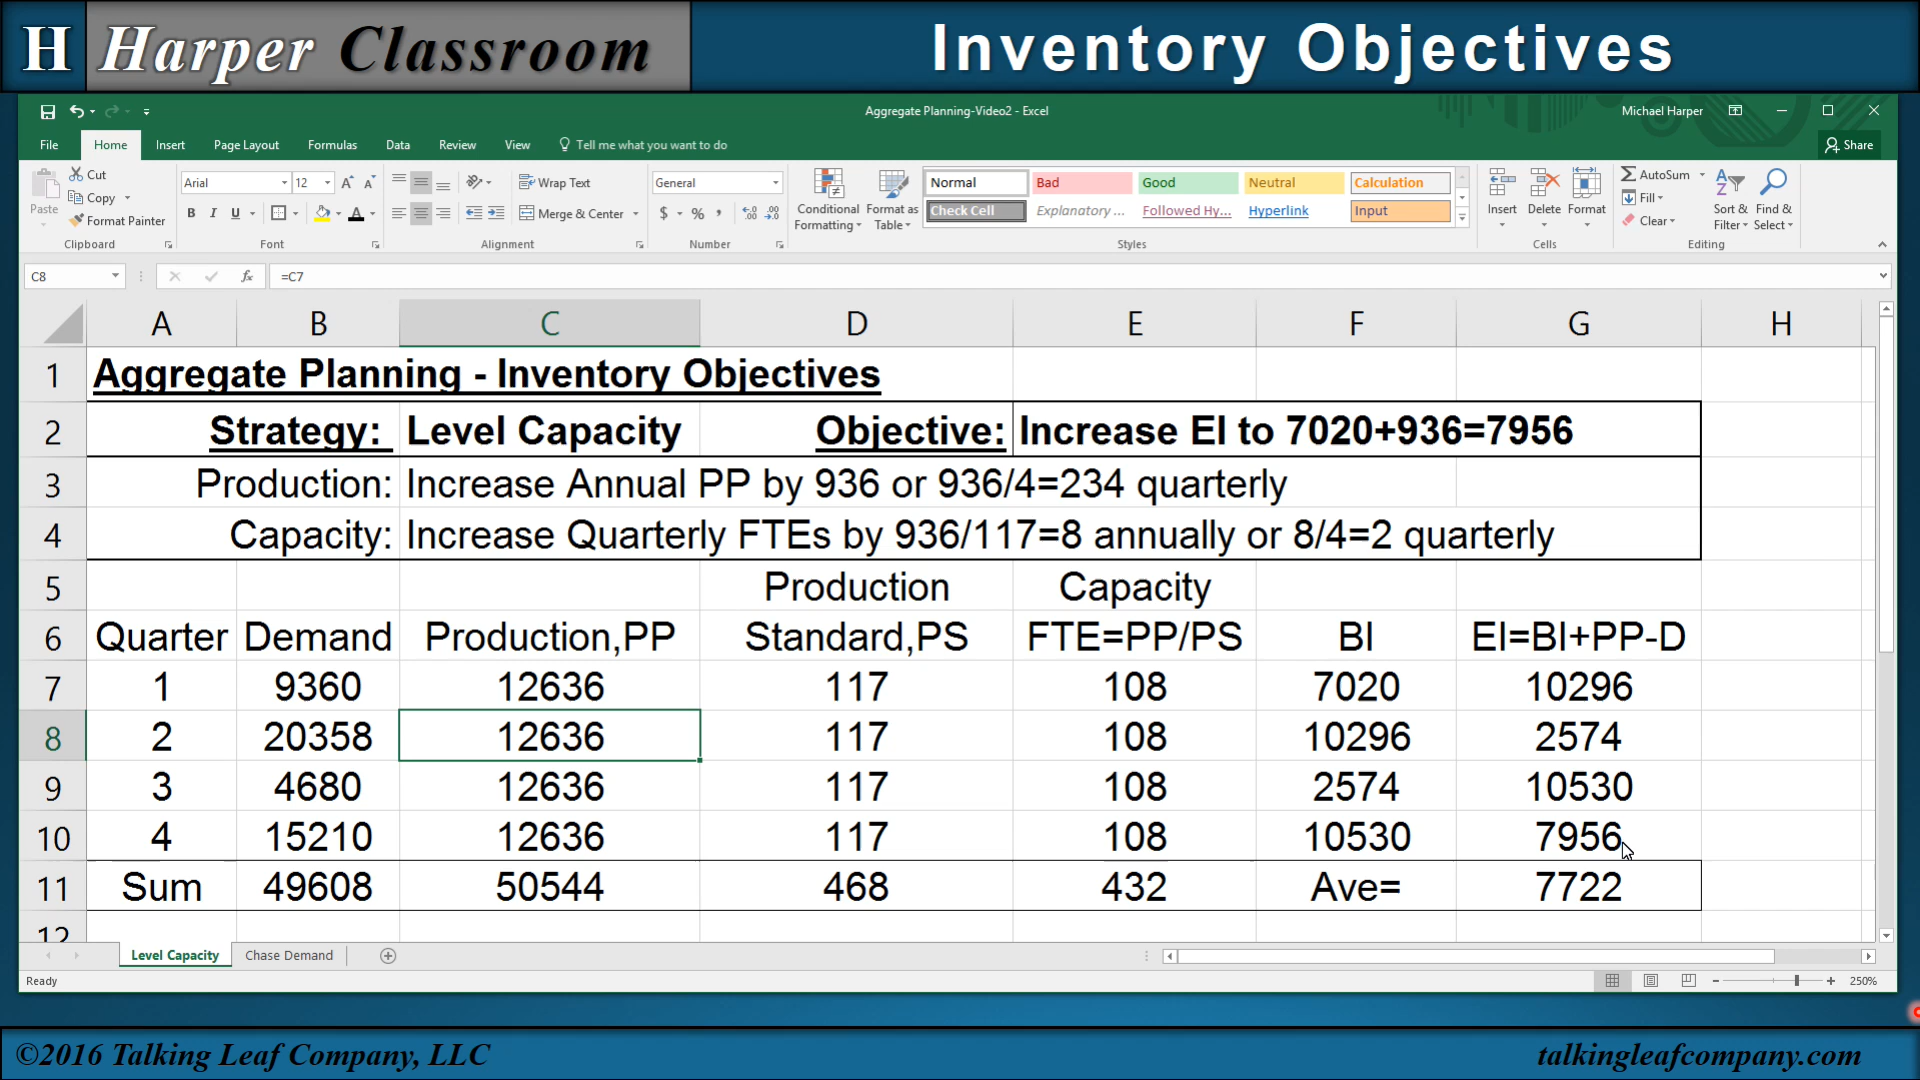 H Harper Classroom
Inventory Objectives
Aggregate Planning-Video2 - Excel
Michael Harper
File Home Insert Page Layout Formulas Data Review View Tell me what you want to do
Share
Paste
Cut
Copy
Format Painter
Clipboard
Arial 12
B I U
Font
Wrap Text
Merge & Center
Alignment
General
$ % ,
Number
Conditional Formatting
Format as Table
Normal Bad Good Neutral Calculation
Check Cell Explanatory ... Followed Hy... Hyperlink Input
Styles
Insert Delete Format
Cells
AutoSum
Fill
Clear
Sort & Filter
Find & Select
Editing
C8 fx =C7
A B C D E F G H
1 Aggregate Planning - Inventory Objectives
2 Strategy: Level Capacity Objective: Increase EI to 7020+936=7956
3 Production: Increase Annual PP by 936 or 936/4=234 quarterly
4 Capacity: Increase Quarterly FTEs by 936/117=8 annually or 8/4=2 quarterly
5 Production Capacity
6 Quarter Demand Production,PP Standard,PS FTE=PP/PS BI EI=BI+PP-D
7 1 9360 12636 117 108 7020 10296
8 2 20358 12636 117 108 10296 2574
9 3 4680 12636 117 108 2574 10530
10 4 15210 12636 117 108 10530 7956
11 Sum 49608 50544 468 432 Ave= 7722
12
Level Capacity Chase Demand
Ready
250%
©2016 Talking Leaf Company, LLC
talkingleafcompany.com